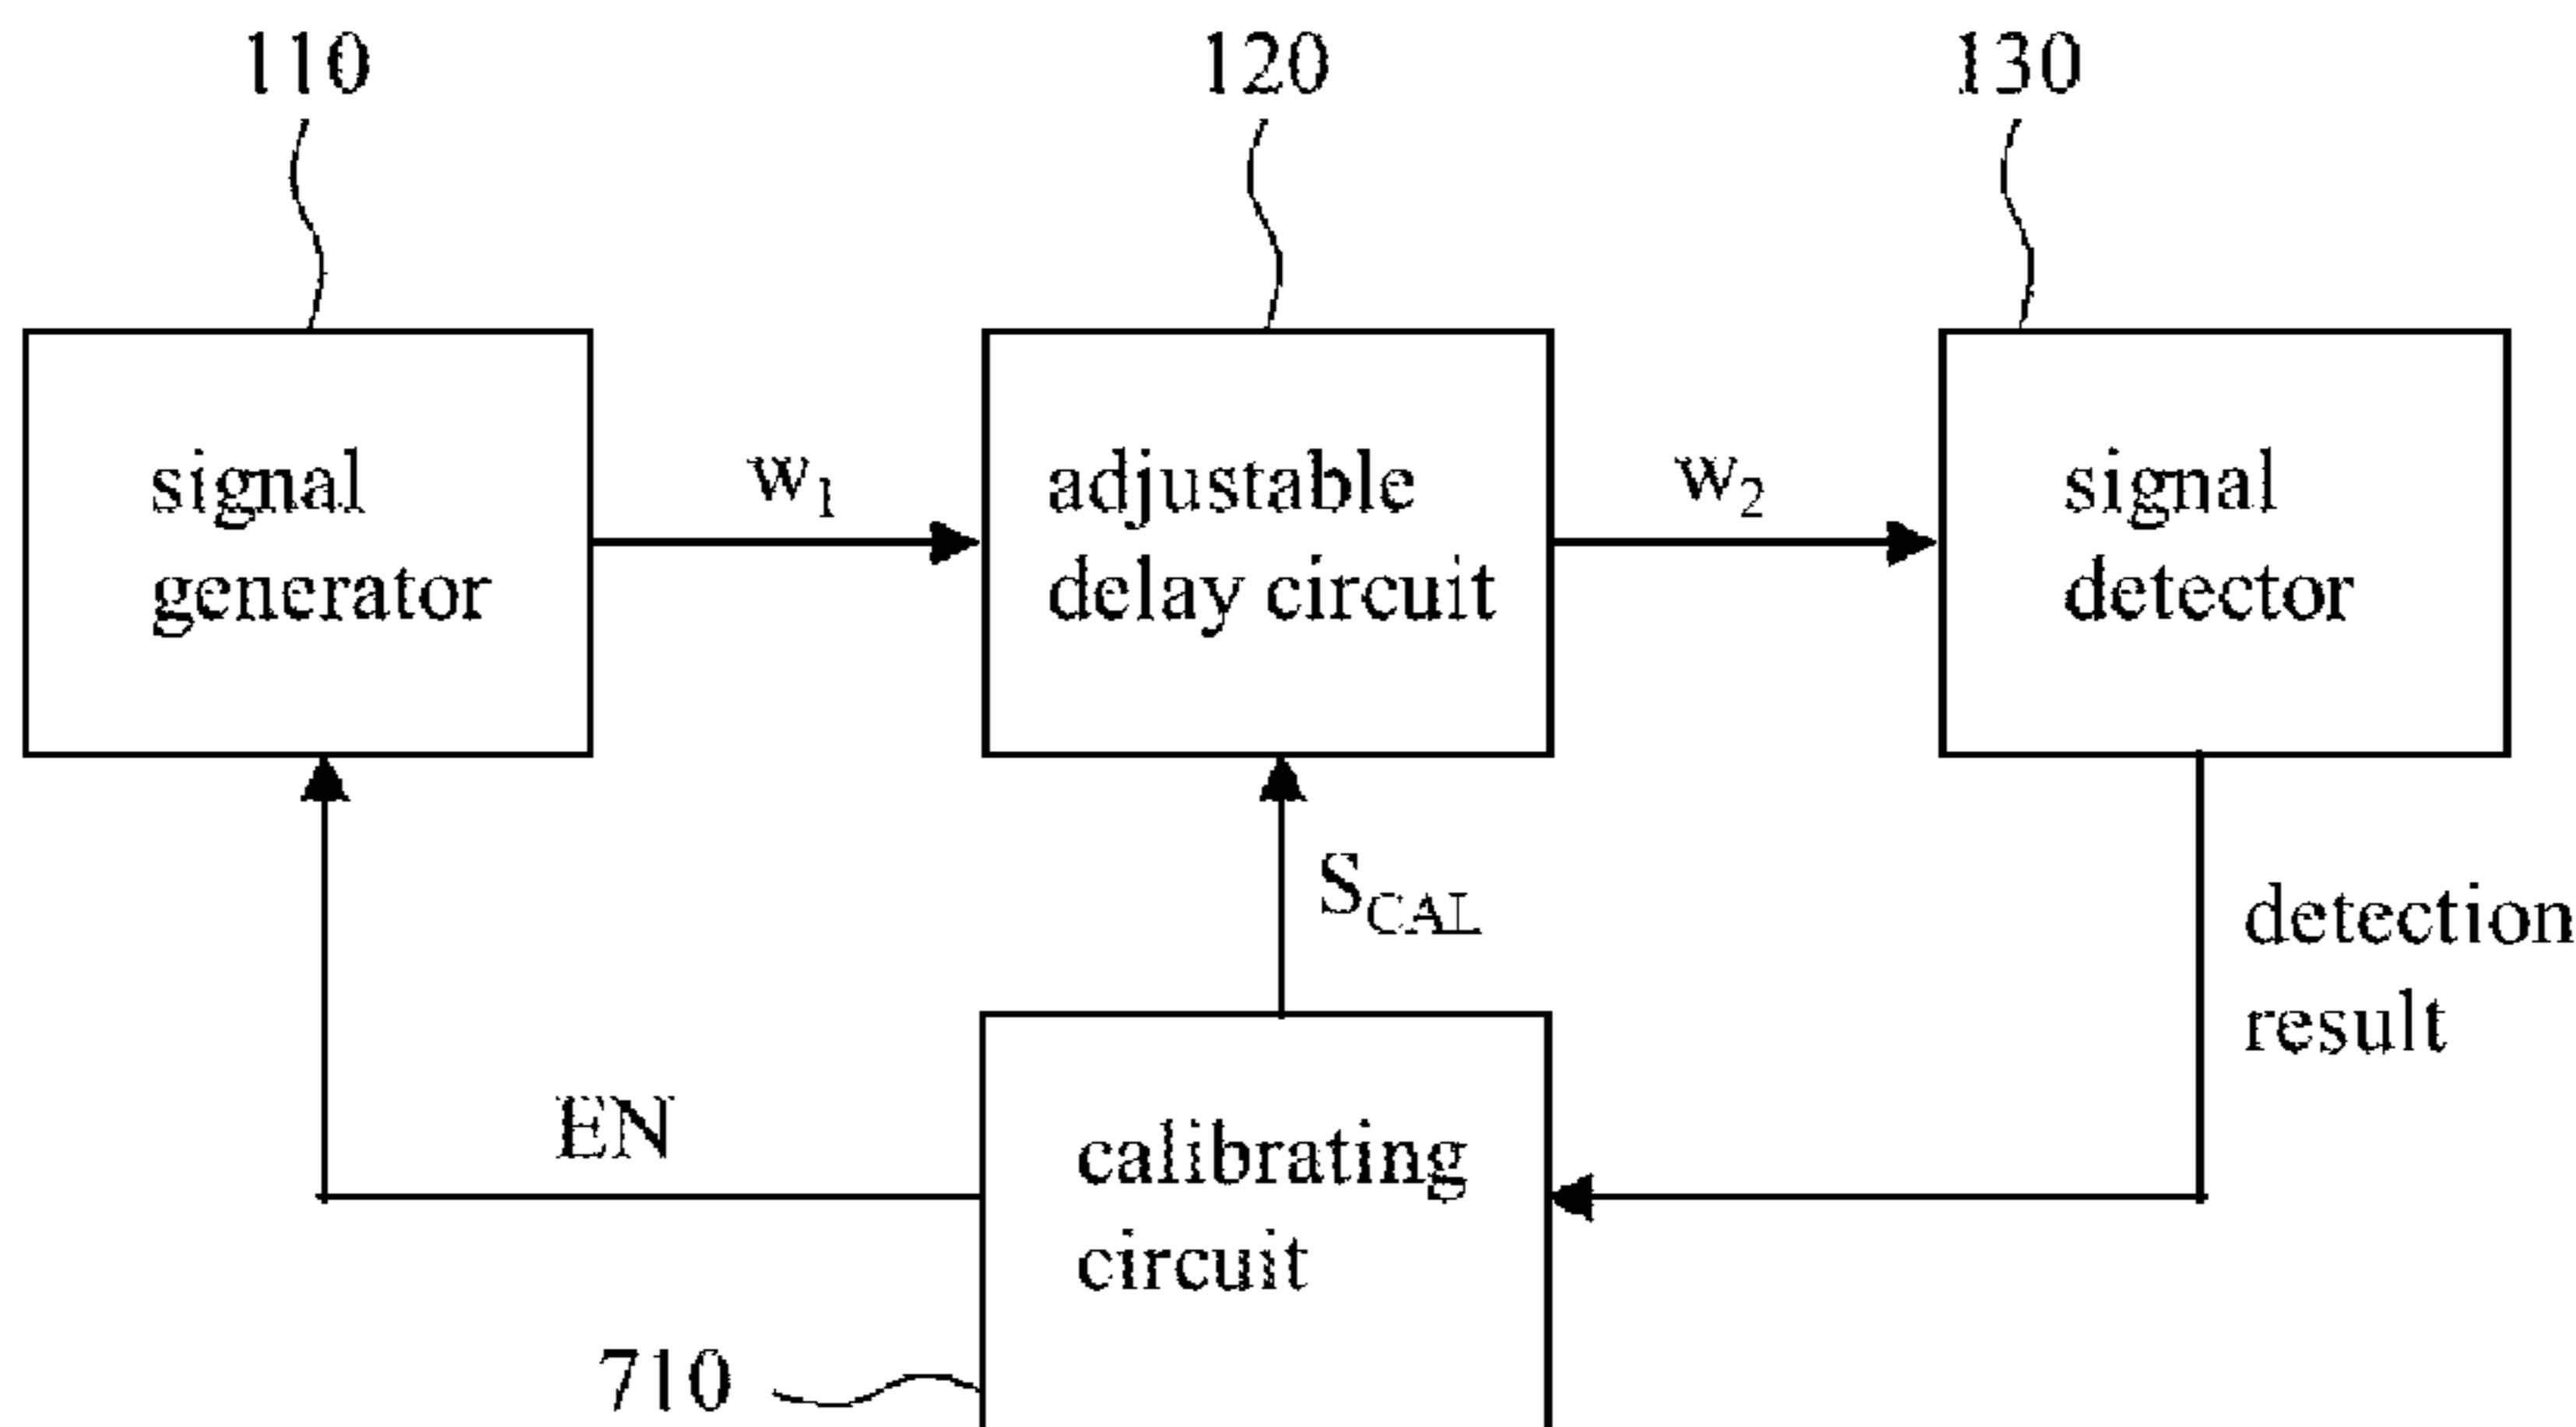 110
120
130
signal
generator
w1
adjustable
delay circuit
w2
signal
detector
SCAL
detection
result
EN
calibrating
circuit
710